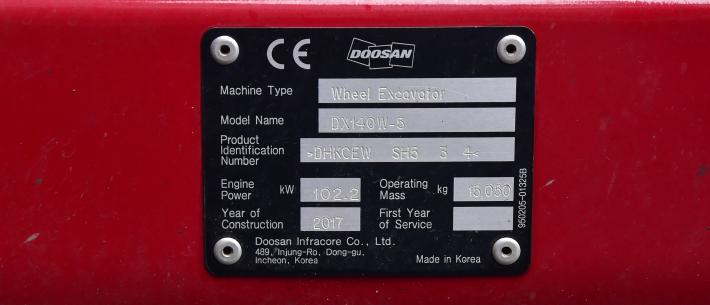 CE DOOSAN
Machine Type Wheel Excavator
Model Name DX140W-5
Product
Identification
Number >DHKCEW SH5 3 4<
Engine
Power kW 102.2 Operating
Mass kg 15,050
Year of
Construction 2017 First Year
of Service
950205-01325B
Doosan Infracore Co., Ltd.
489, Injung-Ro, Dong-gu,
Incheon, Korea Made in Korea